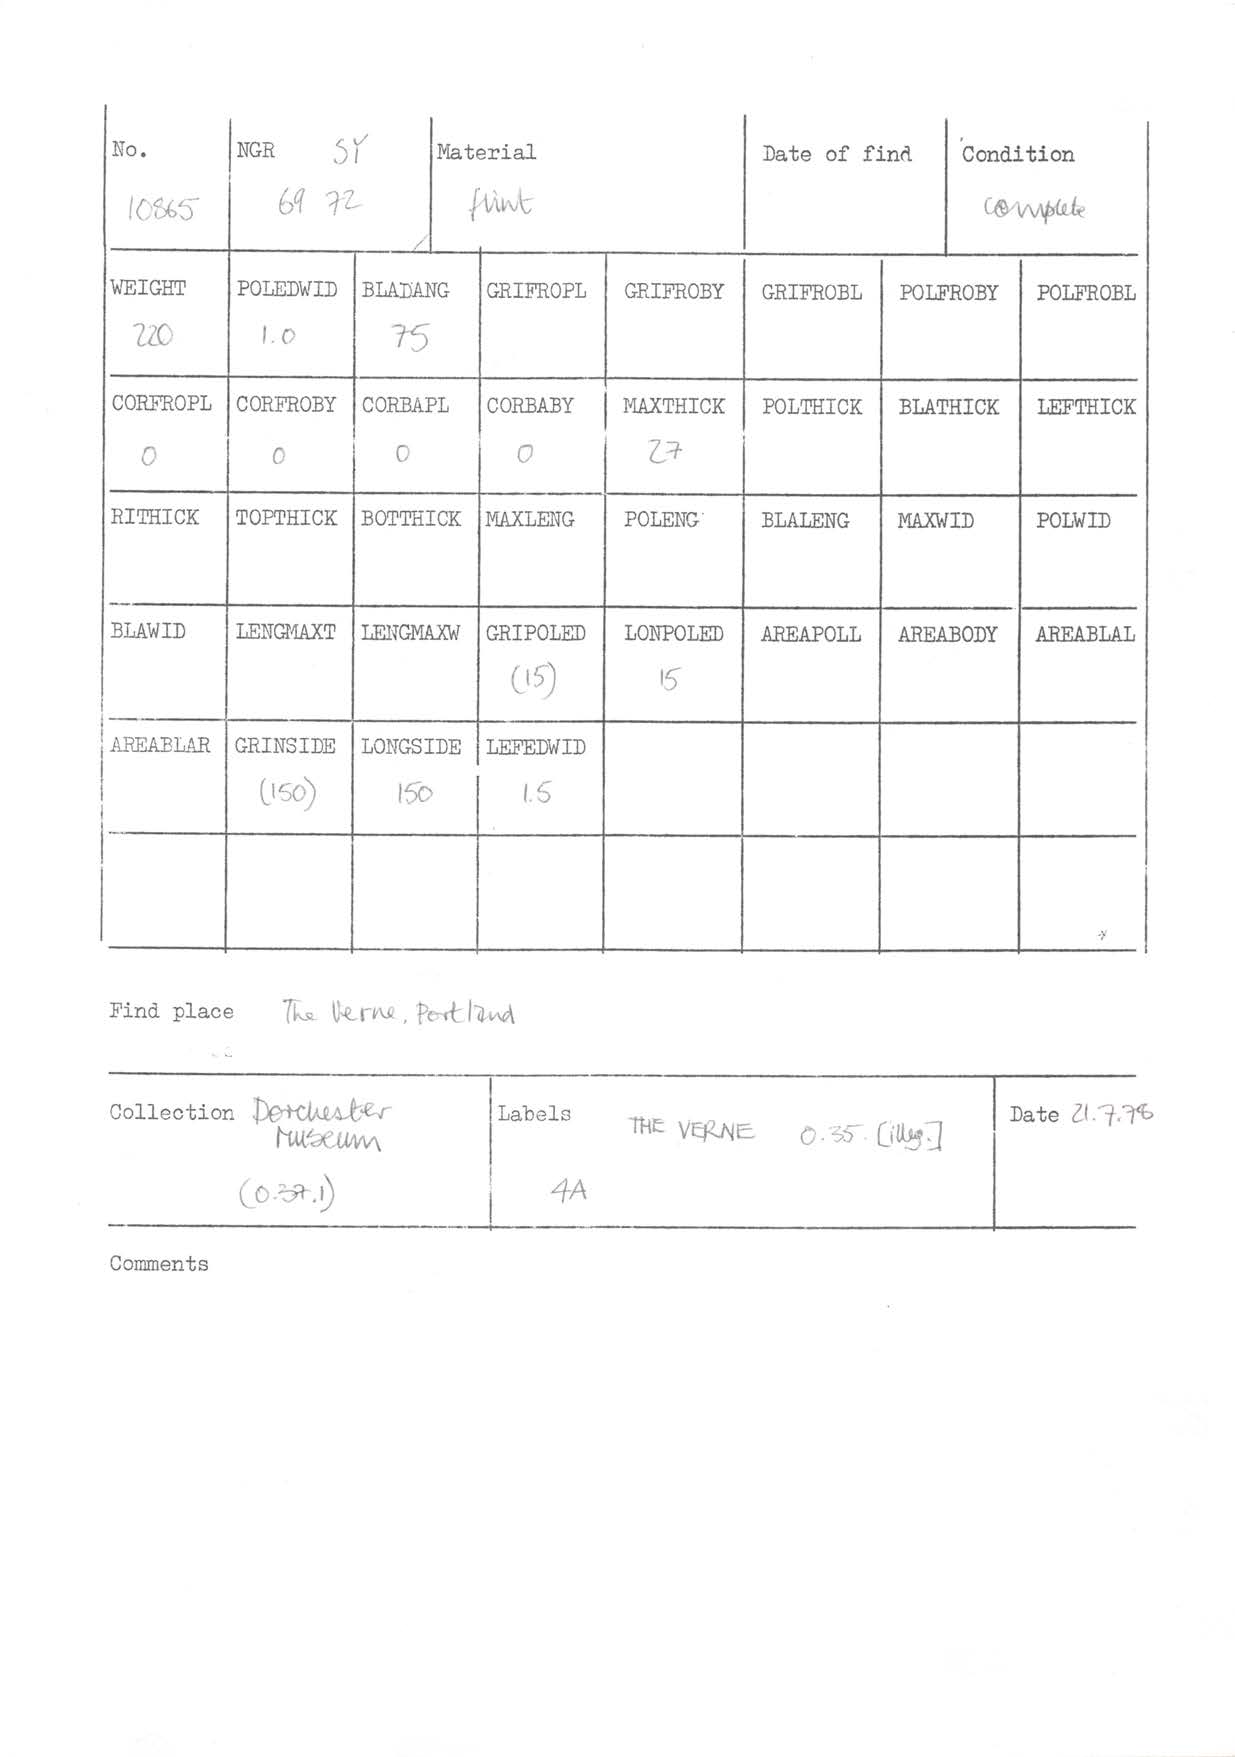 No. NGR SY Material Date of find Condition
10865 69 72 flint complete
WEIGHT POLEDWID BLADANG GRIFROPL GRIFROBY GRIFROBL POLFROBY POLFROBL
220 1.0 75
CORFROPL CORFROBY CORBAPL CORBABY MAXTHICK POLTHICK BLATHICK LEFTHICK
0 0 0 0 27
RITHICK TOPTHICK BOTTHICK MAXLENG POLENG BLALENG MAXWID POLWID
BLAWID LENGMAXT LENGMAXW GRIPOLED LONPOLED AREAPOLL AREABODY AREABLAL
(15) 15
AREABLAR GRINSIDE LONGSIDE LEFEDWID
(150) 150 1.5
Find place The Verne, Portland
Collection Dorchester Labels THE VERNE 0.35. [illeg.] Date 21.7.78
Museum
(0.37.1) 4A
Comments